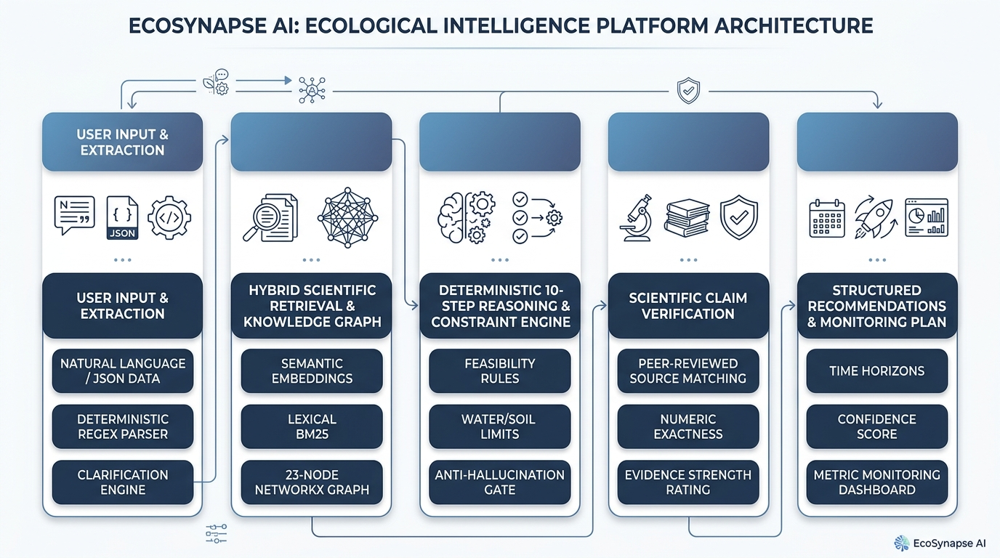 ECOSYNAPSE AI: ECOLOGICAL INTELLIGENCE PLATFORM ARCHITECTURE
USER INPUT &
EXTRACTION
N
"
{ }
JSON
</>
USER INPUT &
EXTRACTION
NATURAL LANGUAGE
/ JSON DATA
DETERMINISTIC
REGEX PARSER
CLARIFICATION
ENGINE
HYBRID SCIENTIFIC
RETRIEVAL &
KNOWLEDGE GRAPH
SEMANTIC
EMBEDDINGS
LEXICAL
BM25
23-NODE
NETWORKX GRAPH
DETERMINISTIC 10-
STEP REASONING &
CONSTRAINT ENGINE
FEASIBILITY
RULES
WATER/SOIL
LIMITS
ANTI-HALLUCINATION
GATE
SCIENTIFIC CLAIM
VERIFICATION
PEER-REVIEWED
SOURCE MATCHING
NUMERIC
EXACTNESS
EVIDENCE STRENGTH
RATING
STRUCTURED
RECOMMENDATIONS
& MONITORING PLAN
TIME HORIZONS
CONFIDENCE
SCORE
METRIC MONITORING
DASHBOARD
EcoSynapse AI